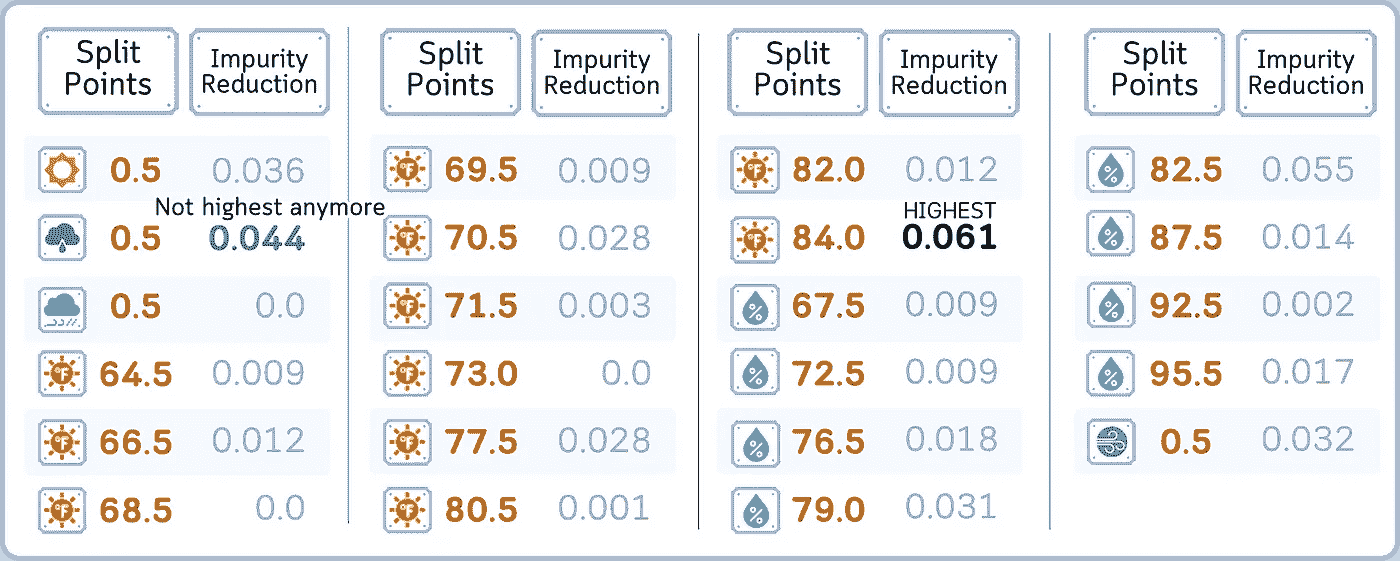 Split Points
Impurity Reduction
0.5 0.036
Not highest anymore
0.5 0.044
0.5 0.0
°F 64.5 0.009
°F 66.5 0.012
°F 68.5 0.0
Split Points
Impurity Reduction
°F 69.5 0.009
°F 70.5 0.028
°F 71.5 0.003
°F 73.0 0.0
°F 77.5 0.028
°F 80.5 0.001
Split Points
Impurity Reduction
°F 82.0 0.012
HIGHEST
°F 84.0 0.061
% 67.5 0.009
% 72.5 0.009
% 76.5 0.018
% 79.0 0.031
Split Points
Impurity Reduction
% 82.5 0.055
% 87.5 0.014
% 92.5 0.002
% 95.5 0.017
0.5 0.032